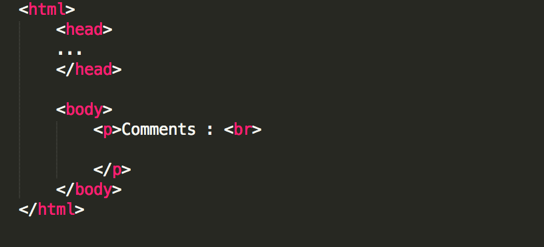 <html>
<head>
...
</head>
<body>
<p>Comments : <br>
</p>
</body>
</html>